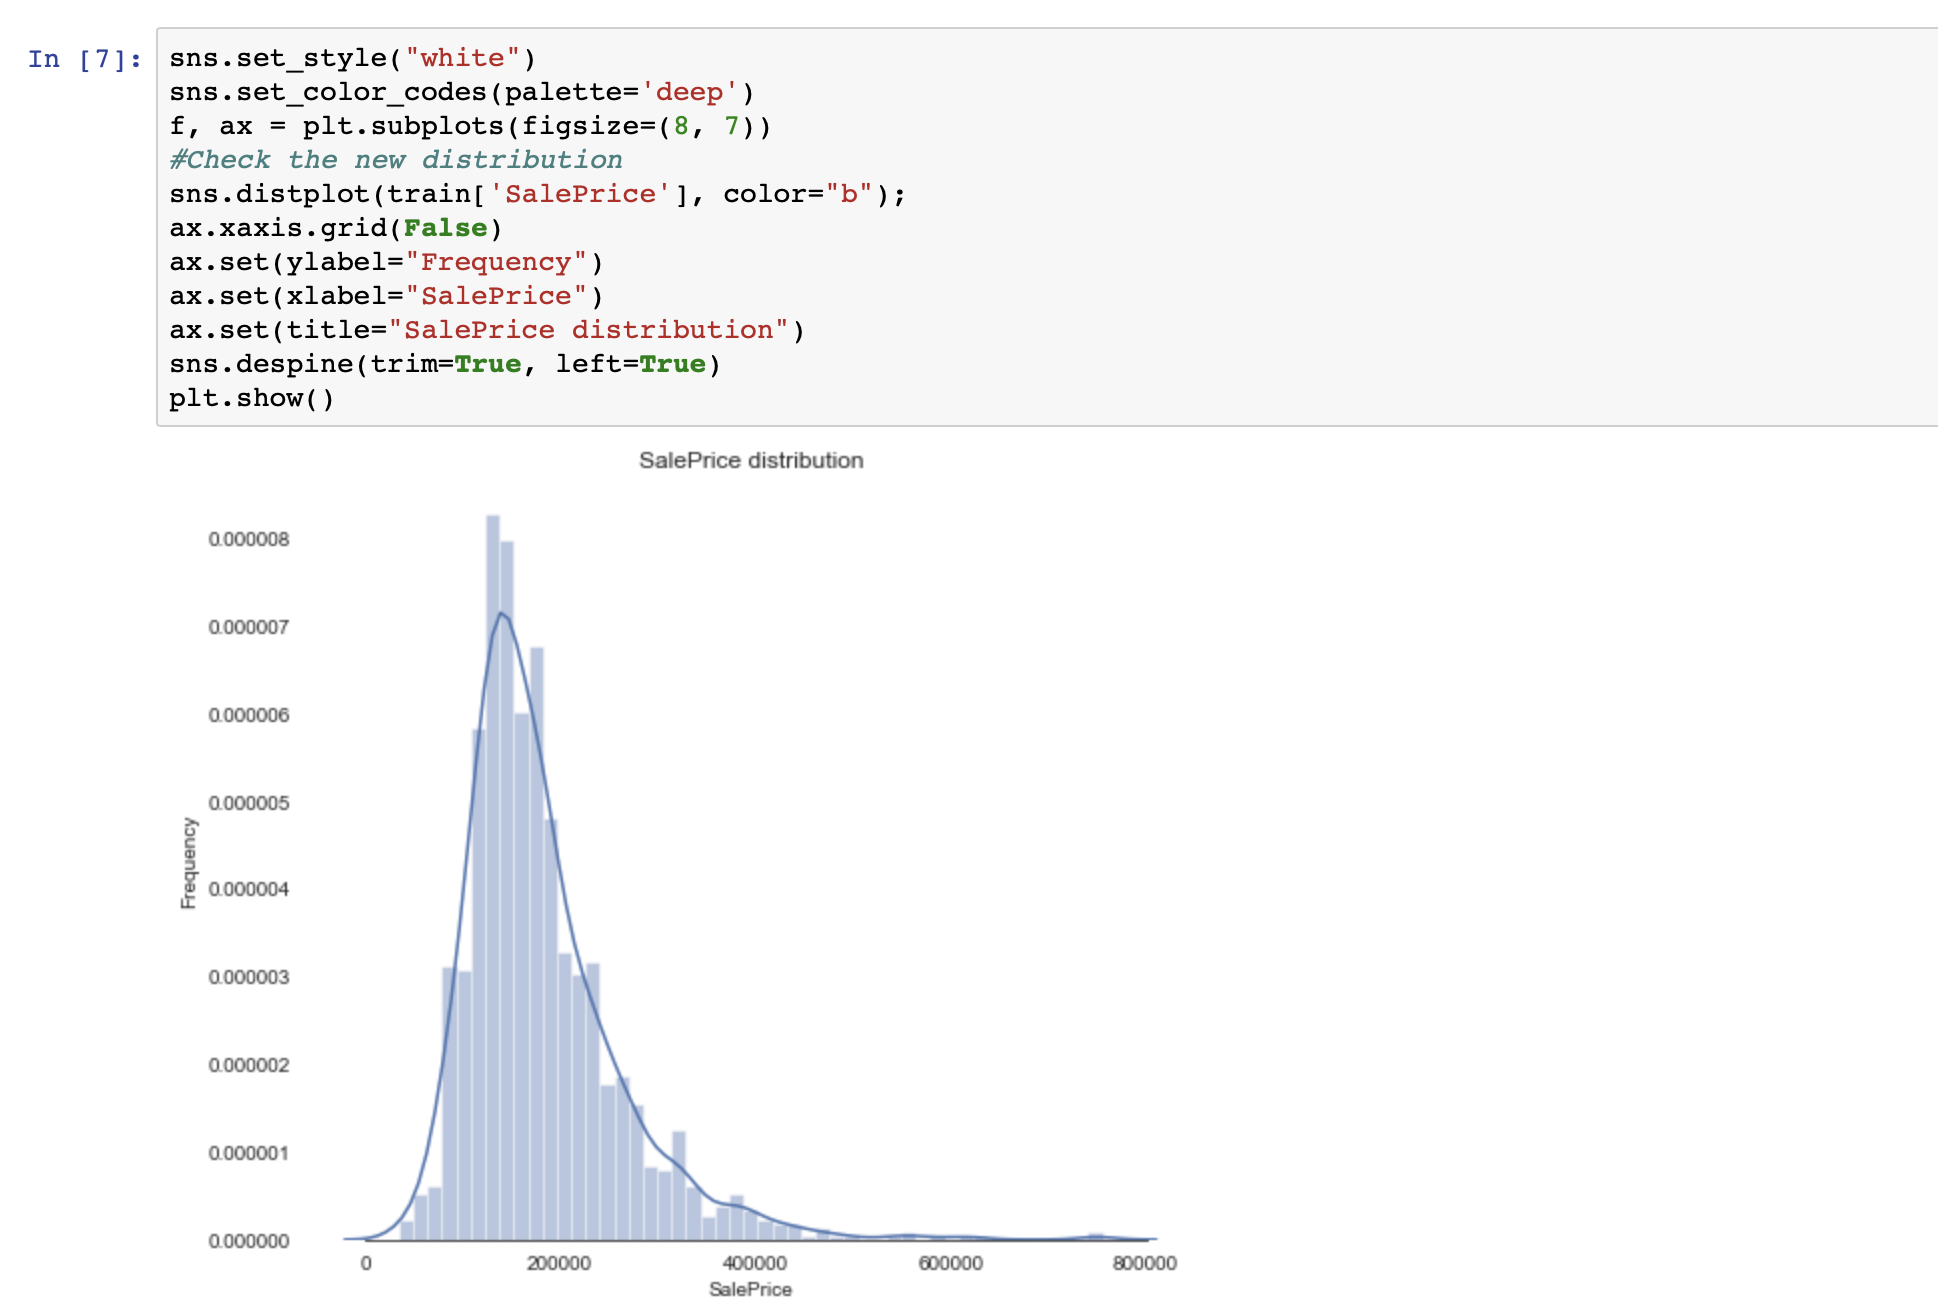 In [7]:
sns.set_style("white")
sns.set_color_codes(palette='deep')
f, ax = plt.subplots(figsize=(8, 7))
#Check the new distribution
sns.distplot(train['SalePrice'], color="b");
ax.xaxis.grid(False)
ax.set(ylabel="Frequency")
ax.set(xlabel="SalePrice")
ax.set(title="SalePrice distribution")
sns.despine(trim=True, left=True)
plt.show()
SalePrice distribution
0.000008
0.000007
0.000006
0.000005
0.000004
0.000003
0.000002
0.000001
0.000000
Frequency
0 200000 400000 600000 800000
SalePrice